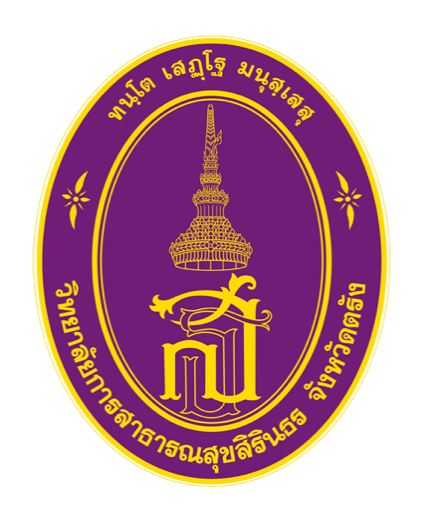 ทนฺโต เสฏฺโฐ มนุสฺเสสุ
วิทยาลัยการสาธารณสุขสิรินธร จังหวัดตรัง